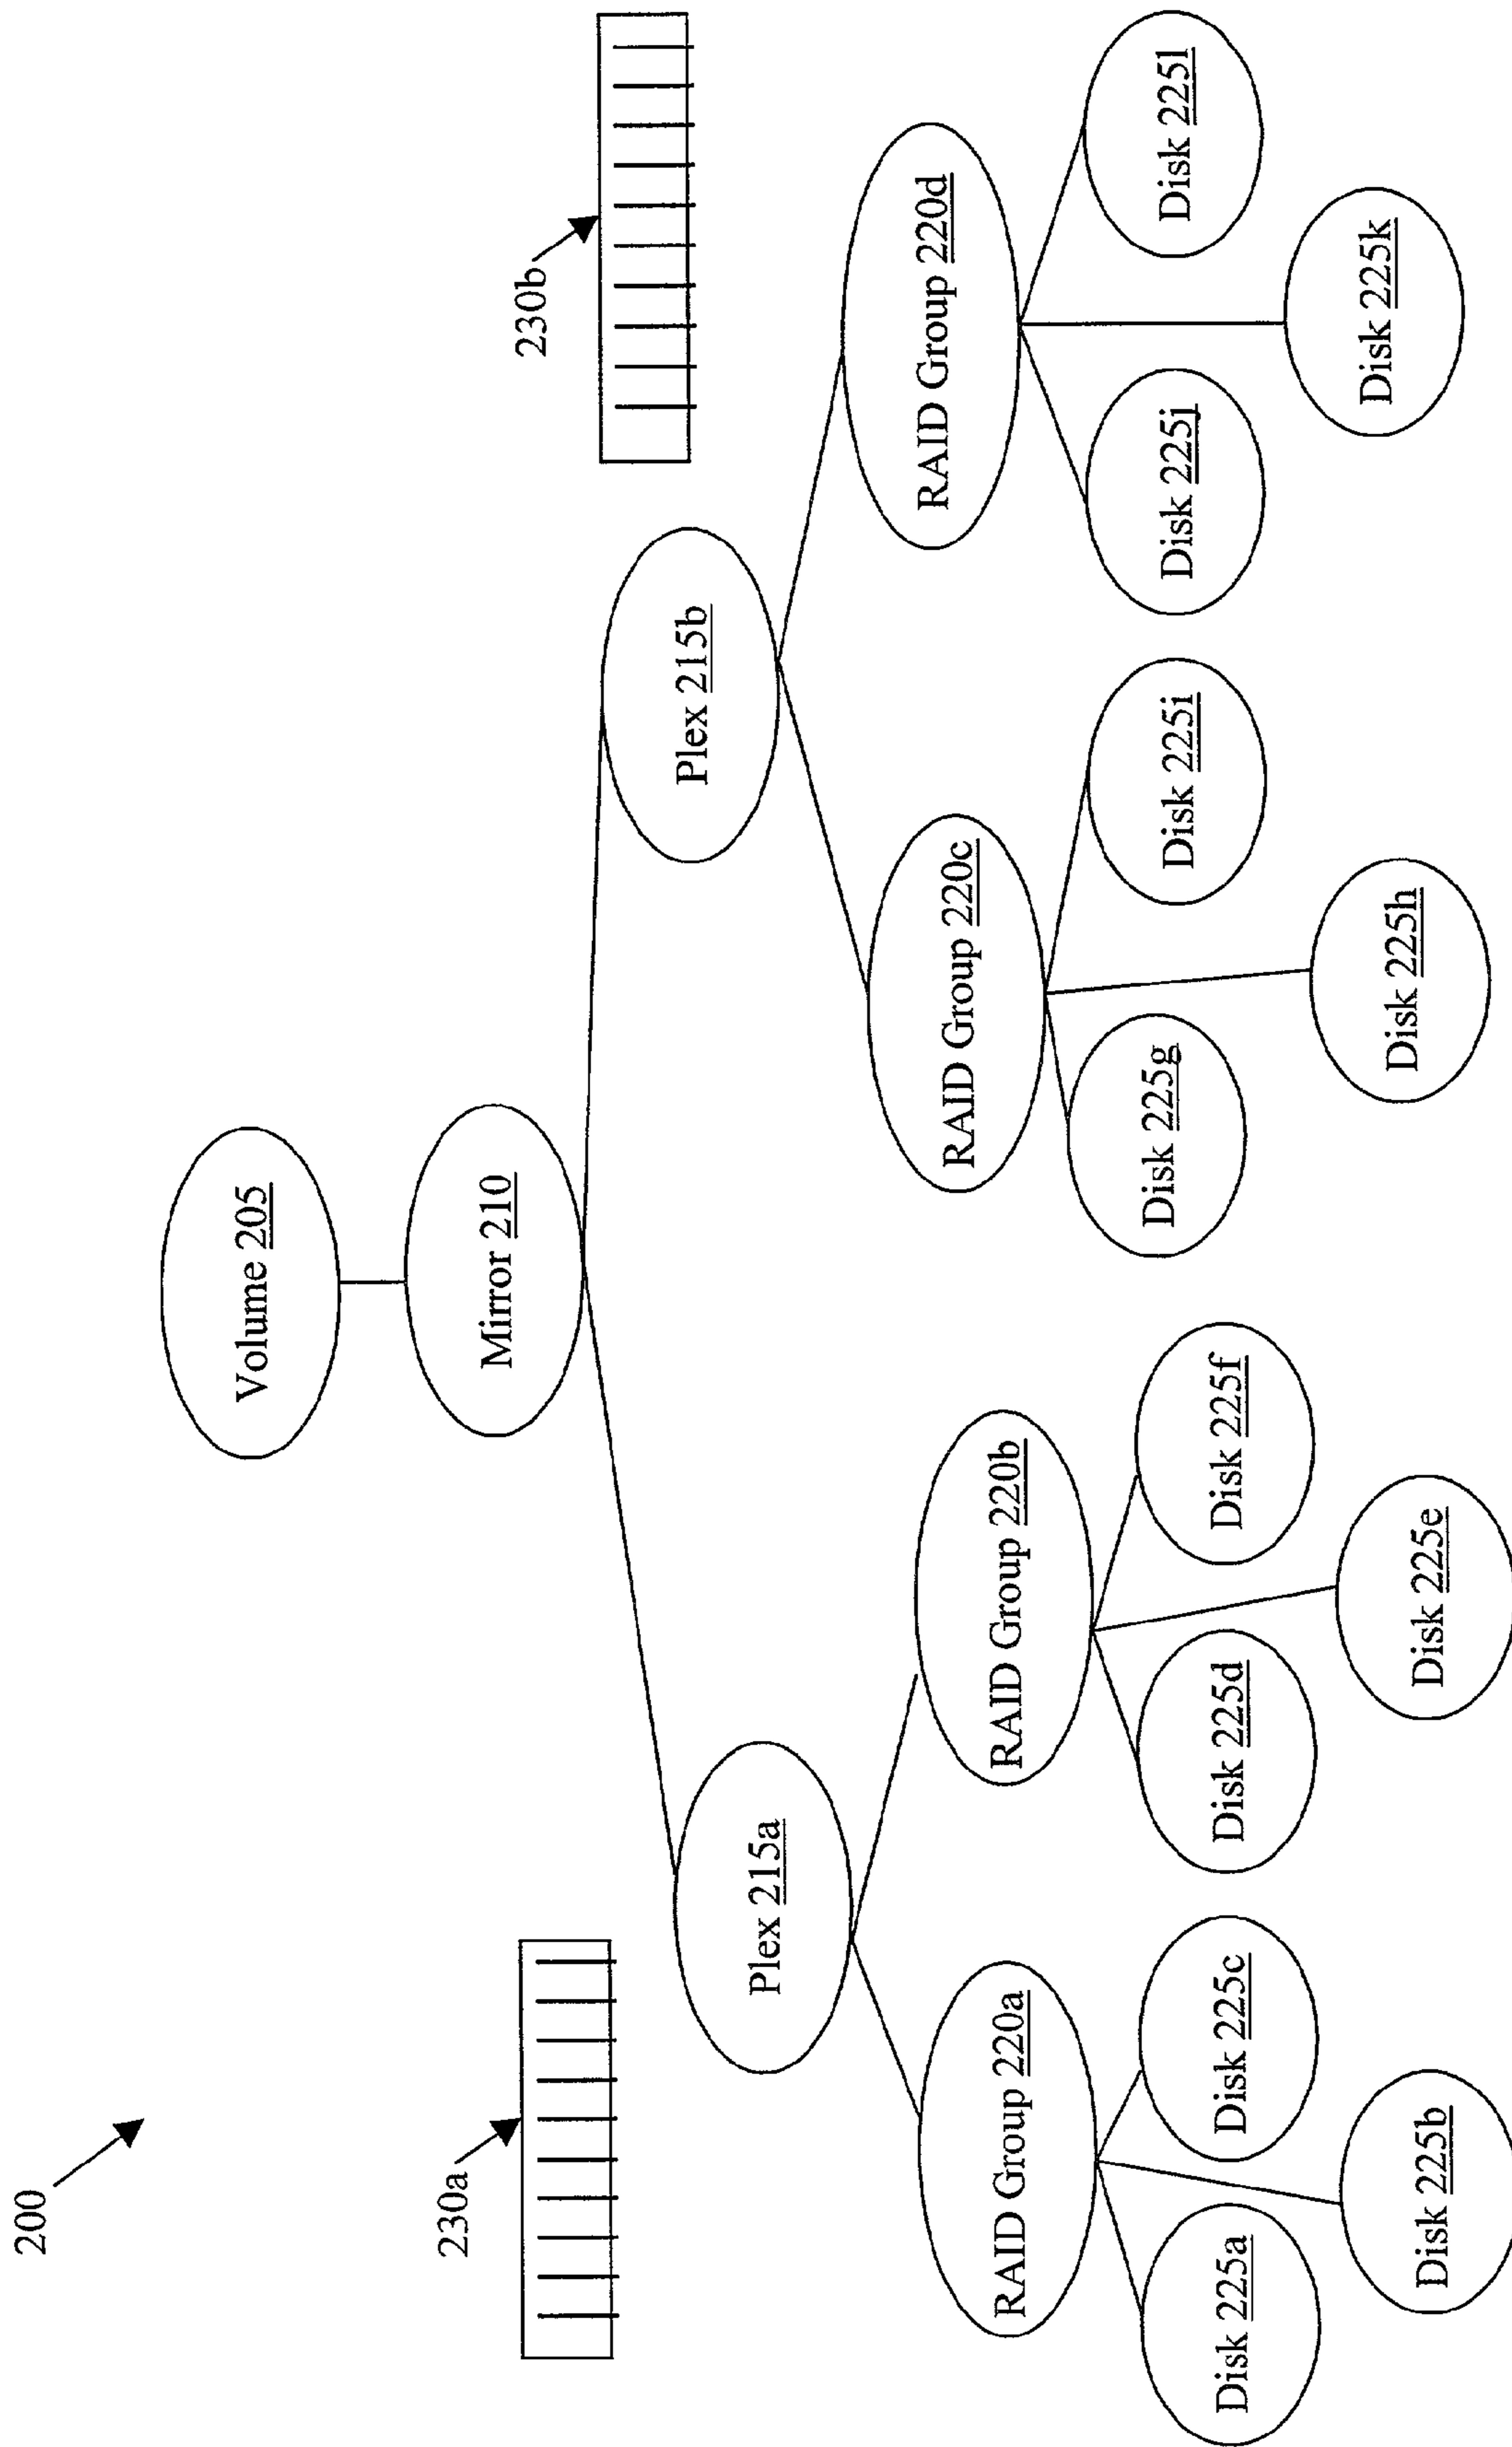 200
Volume 205
Mirror 210
230a
230b
Plex 215a
Plex 215b
RAID Group 220a
RAID Group 220b
RAID Group 220c
RAID Group 220d
Disk 225a
Disk 225b
Disk 225c
Disk 225d
Disk 225e
Disk 225f
Disk 225g
Disk 225h
Disk 225i
Disk 225j
Disk 225k
Disk 225l